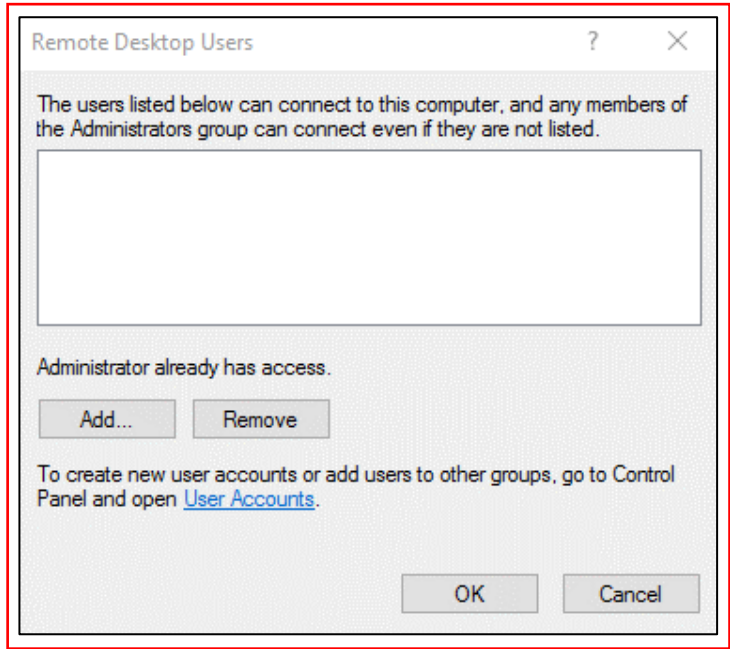 Remote Desktop Users ?
The users listed below can connect to this computer, and any members of
the Administrators group can connect even if they are not listed.
Administrator already has access.
Add... Remove
To create new user accounts or add users to other groups, go to Control
Panel and open User Accounts.
OK Cancel